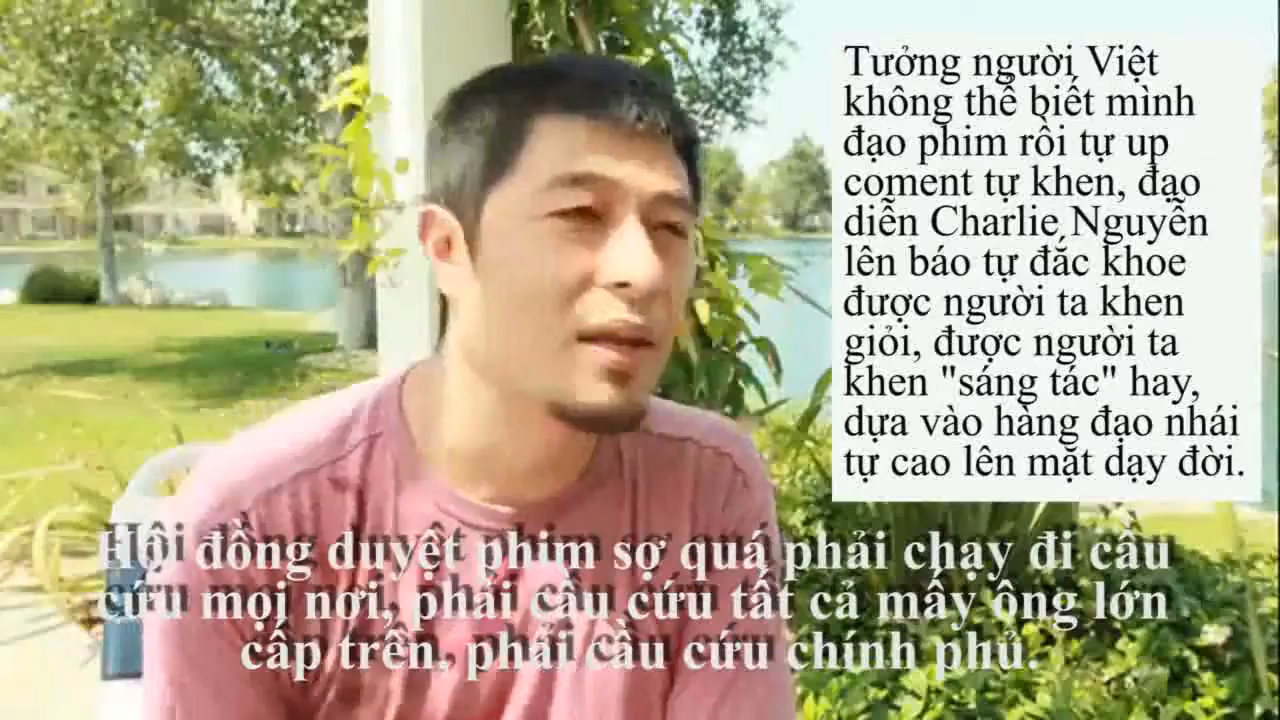 Tưởng người Việt
không thể biết mình
đạo phim rồi tự up
coment tự khen, đạo
diễn Charlie Nguyễn
lên báo tự đắc khoe
được người ta khen
giỏi, được người ta
khen "sáng tác" hay,
dựa vào hàng đạo nhái
tự cao lên mặt dạy đời.
Hội đồng duyệt phim sợ quá phải chạy đi cầu
cứu mọi nơi, phải cầu cứu tất cả mấy ông lớn
cấp trên, phải cầu cứu chính phủ.